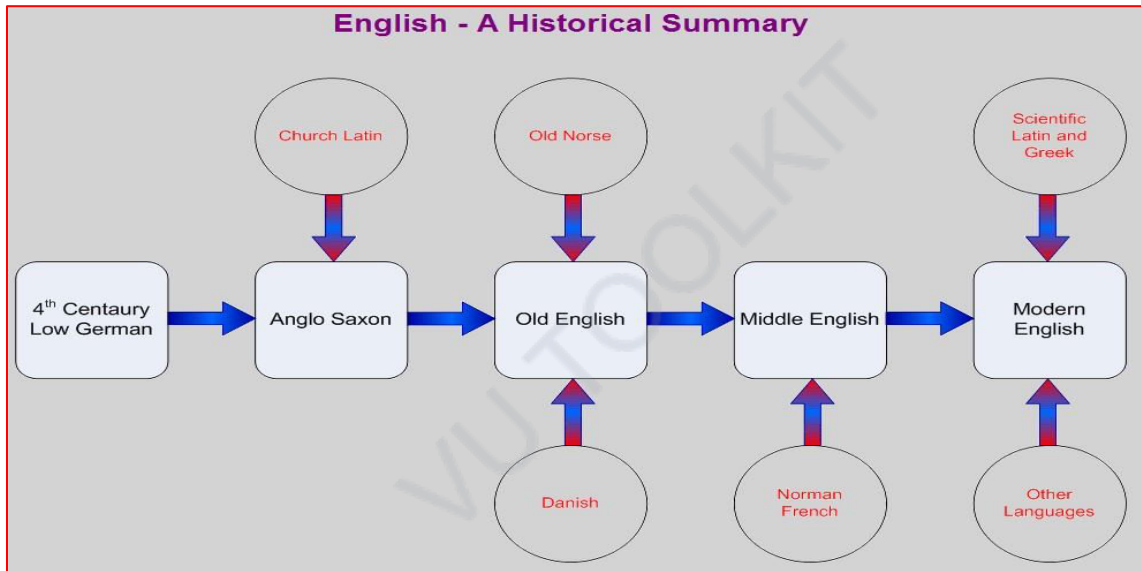 English - A Historical Summary
Church Latin
Old Norse
Scientific
Latin and
Greek
4th Centaury
Low German
Anglo Saxon
Old English
Middle English
Modern
English
Danish
Norman
French
Other
Languages
VU TOOLKIT